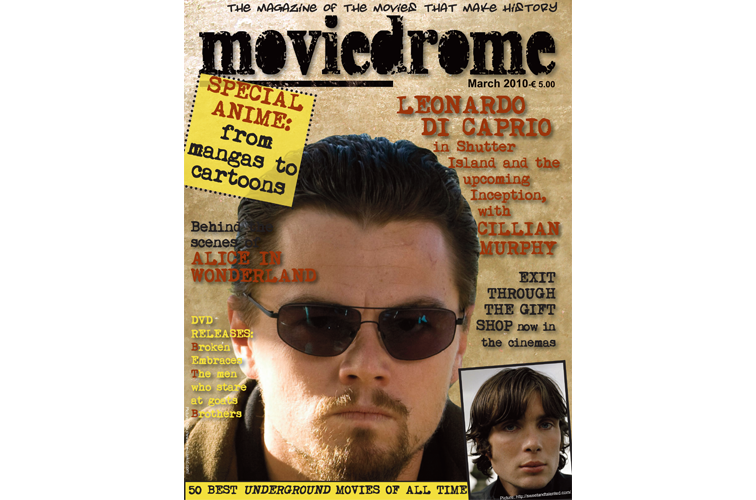 THE MAGAZINE OF THE MOVIES THAT MAKE HISTORY
moviedrome
March 2010-€ 5.00
SPECIAL
ANIME:
from
mangas to
cartoons
LEONARDO
DI CAPRIO
in Shutter
Island and the
upcoming
Inception,
with
CILLIAN
MURPHY
Behind
scenes
ALICE IN
WONDERLAND
EXIT
THROUGH
THE GIFT
SHOP now in
the cinemas
DVD
RELEASES:
Broken
Embraces
The men
who stare
at goats
Brothers
50 BEST UNDERGROUND MOVIES OF ALL TIME